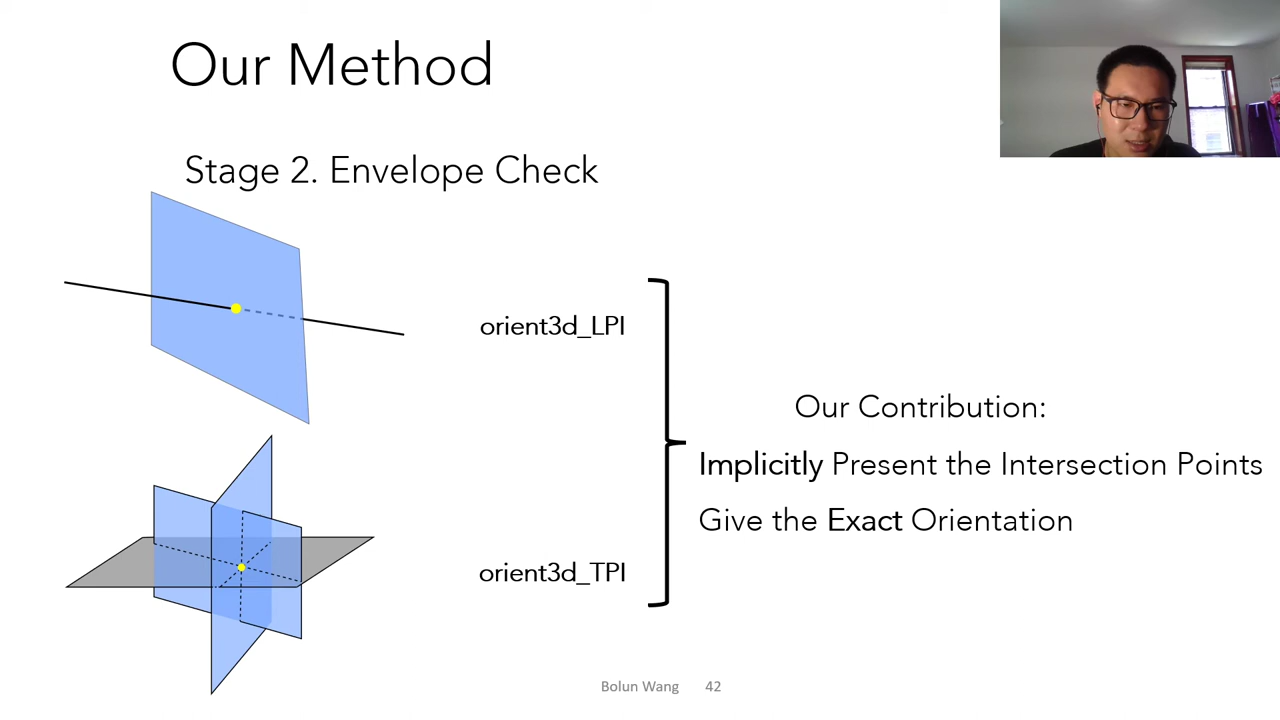 Our Method
Stage 2. Envelope Check
orient3d_LPI
Our Contribution:
Implicitly Present the Intersection Points
Give the Exact Orientation
orient3d_TPI
Bolun Wang 42